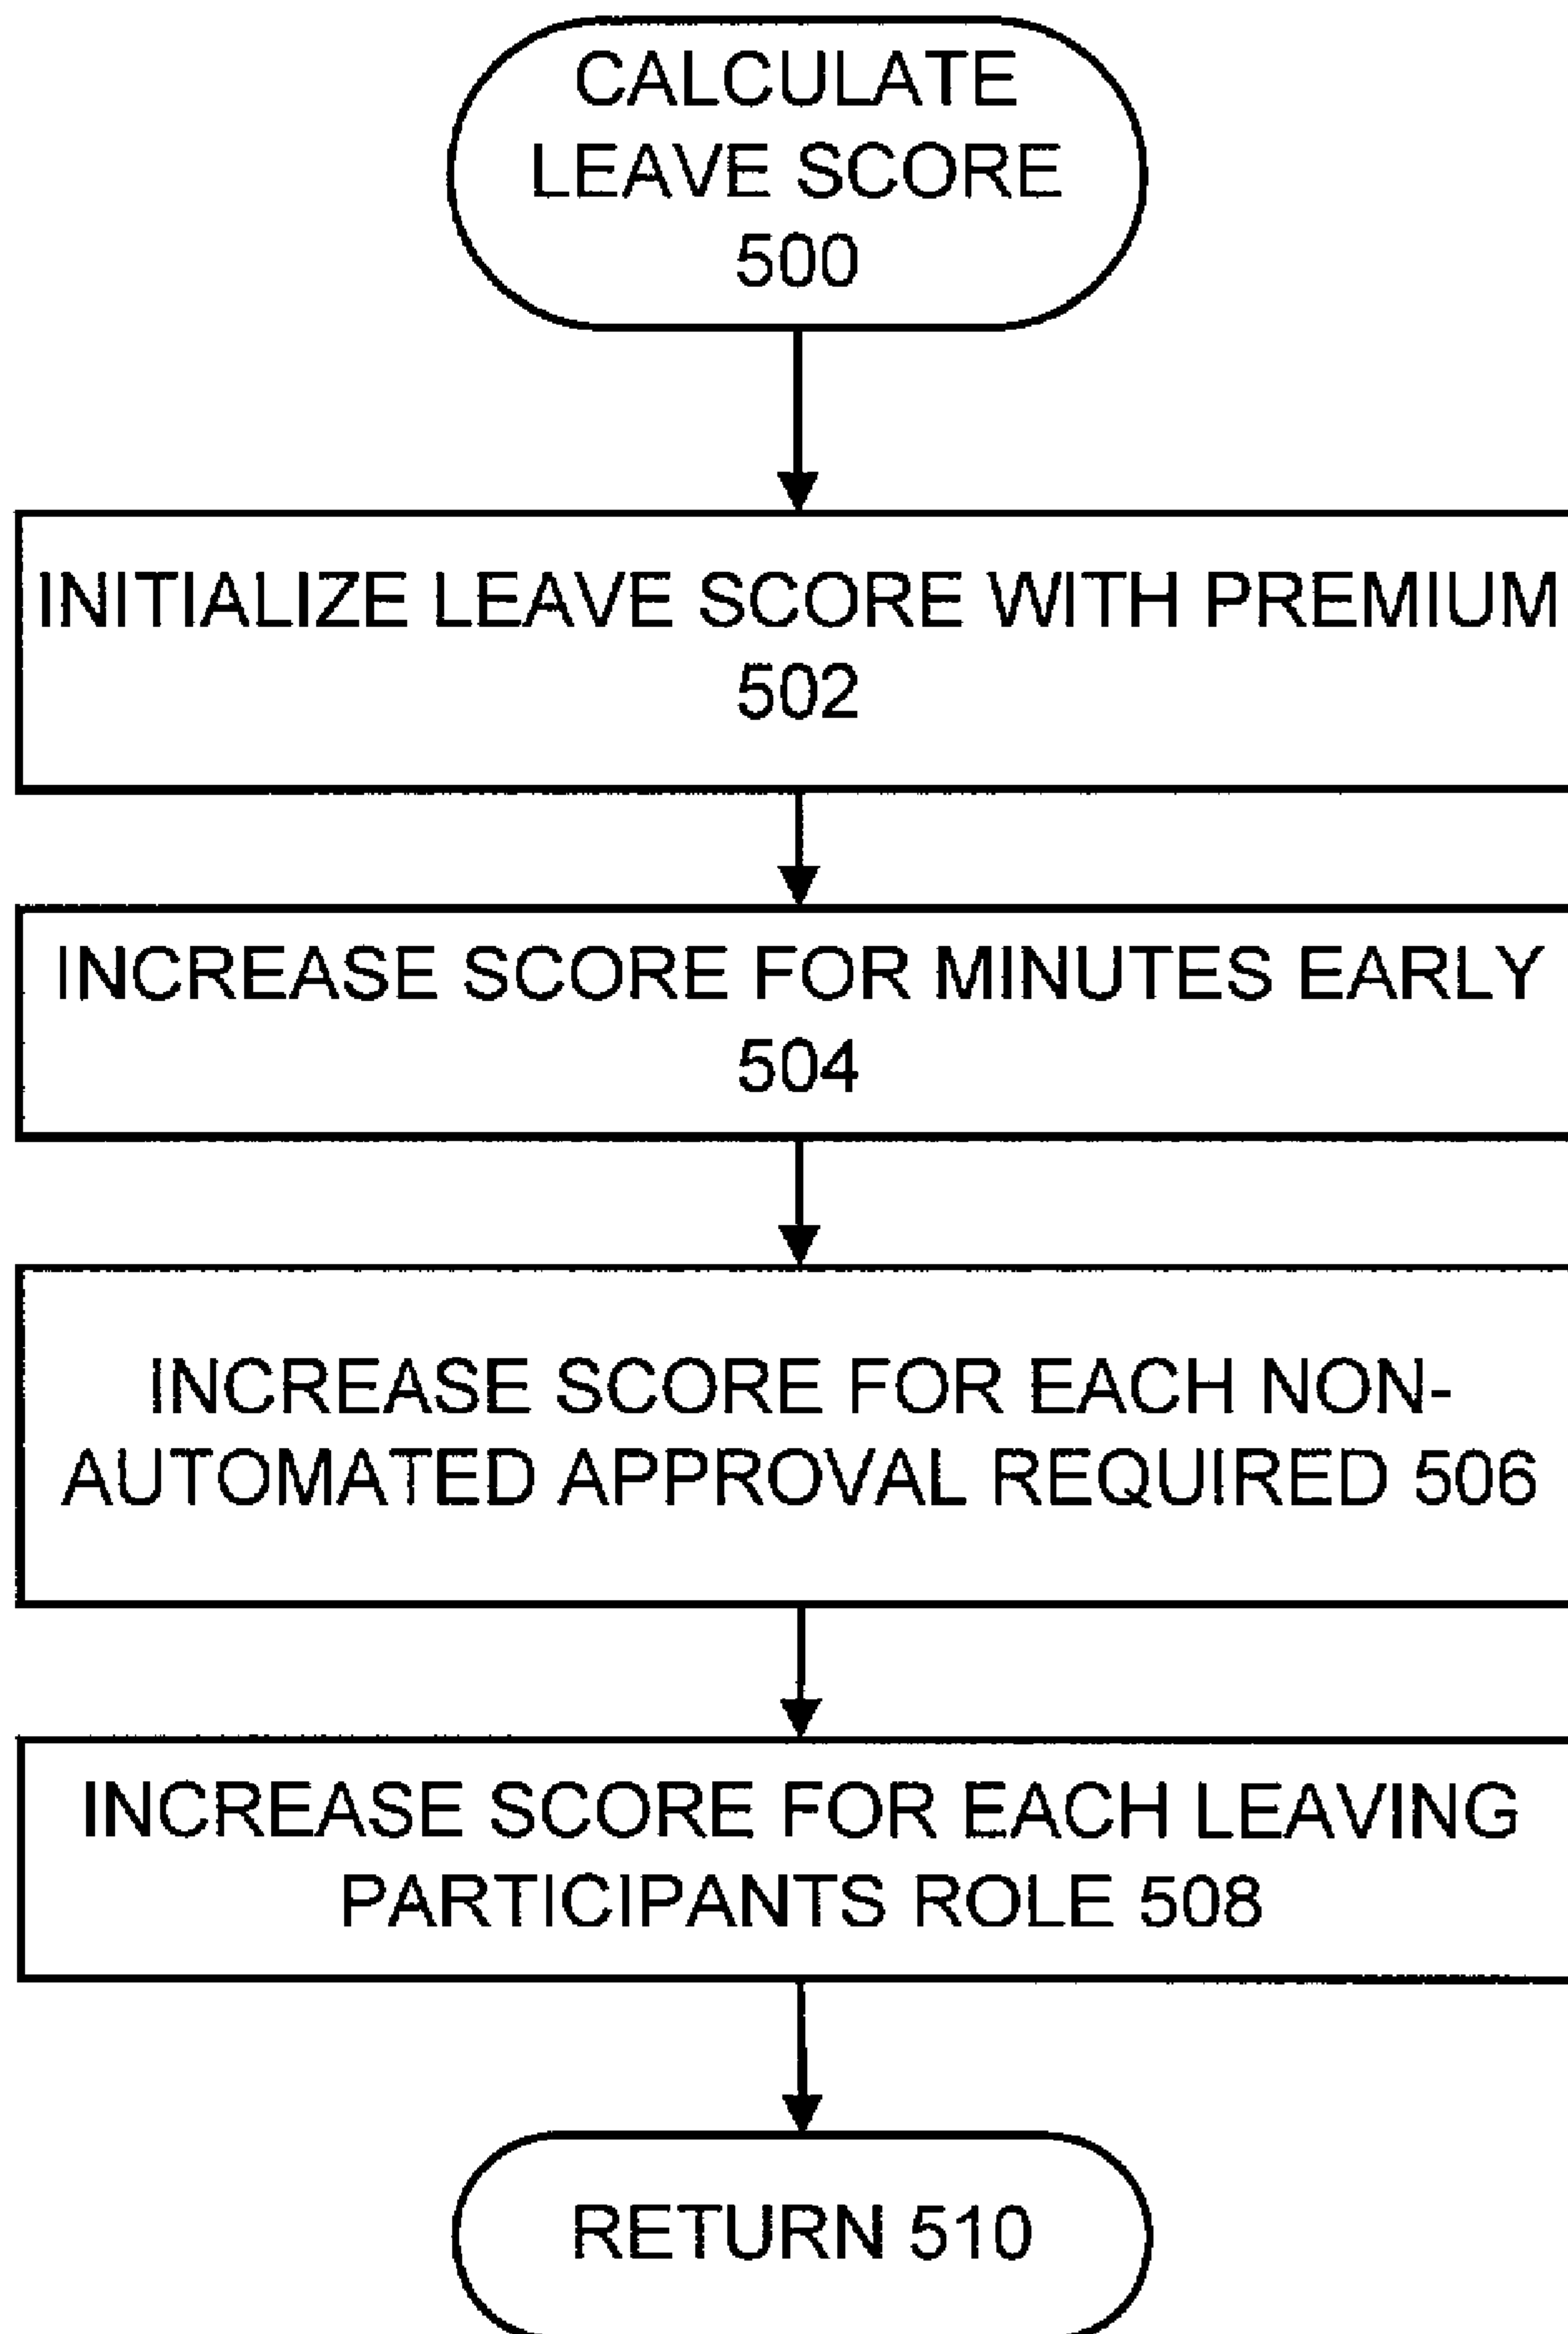 CALCULATE
LEAVE SCORE
500
INITIALIZE LEAVE SCORE WITH PREMIUM
502
INCREASE SCORE FOR MINUTES EARLY
504
INCREASE SCORE FOR EACH NON-
AUTOMATED APPROVAL REQUIRED 506
INCREASE SCORE FOR EACH LEAVING
PARTICIPANTS ROLE 508
RETURN 510